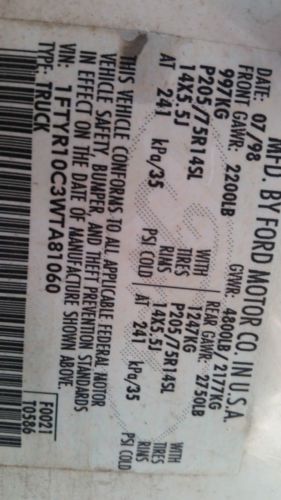 MFD. BY FORD MOTOR CO. IN U.S.A.
DATE: 07/98 GVWR: 4800LB/2177KG
FRONT GAWR: 2200LB REAR GAWR: 2750LB
997KG WITH 1247KG WITH
P205/75R14SL TIRES P205/75R14SL TIRES
14X5.5J RIMS 14X5.5J RIMS
AT 241 kPa/35 PSI COLD AT 241 kPa/35 PSI COLD
THIS VEHICLE CONFORMS TO ALL APPLICABLE FEDERAL MOTOR
VEHICLE SAFETY, BUMPER, AND THEFT PREVENTION STANDARDS
IN EFFECT ON THE DATE OF MANUFACTURE SHOWN ABOVE.
VIN: 1FTYR10C3WTA81060
TYPE: TRUCK
F0021
T0586